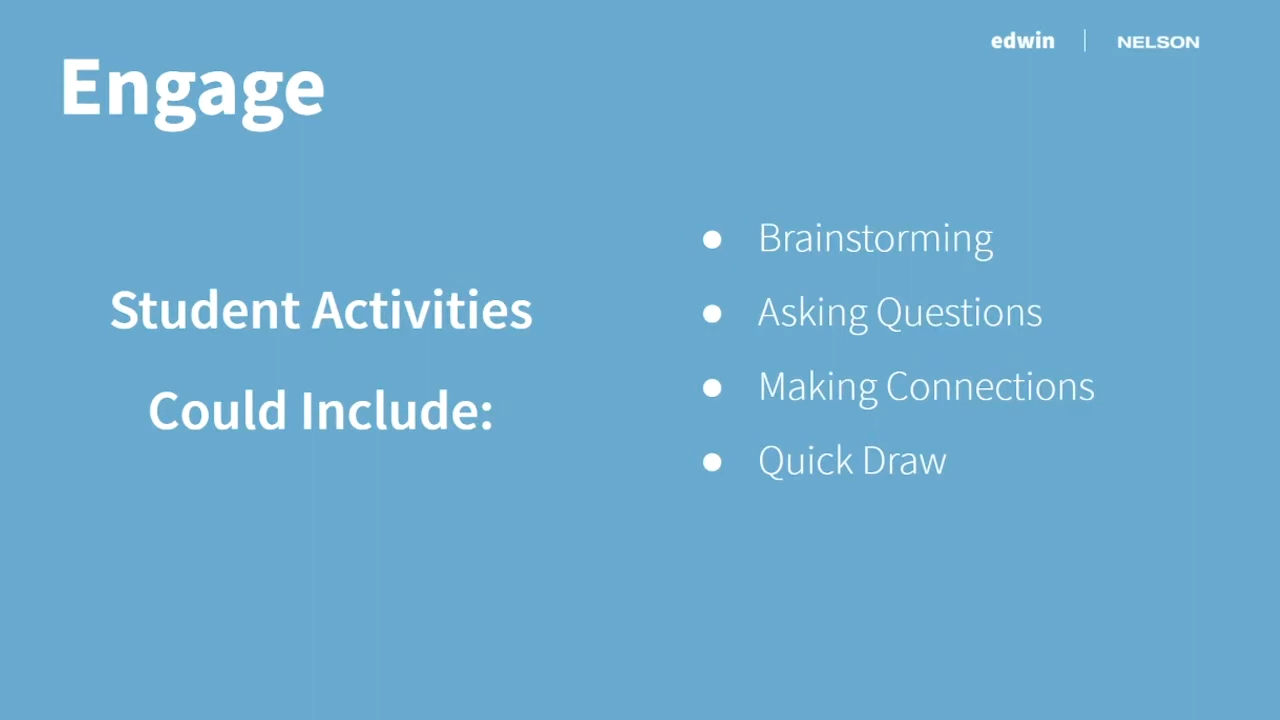 edwin | NELSON
Engage
Student Activities
Could Include:
● Brainstorming
● Asking Questions
● Making Connections
● Quick Draw